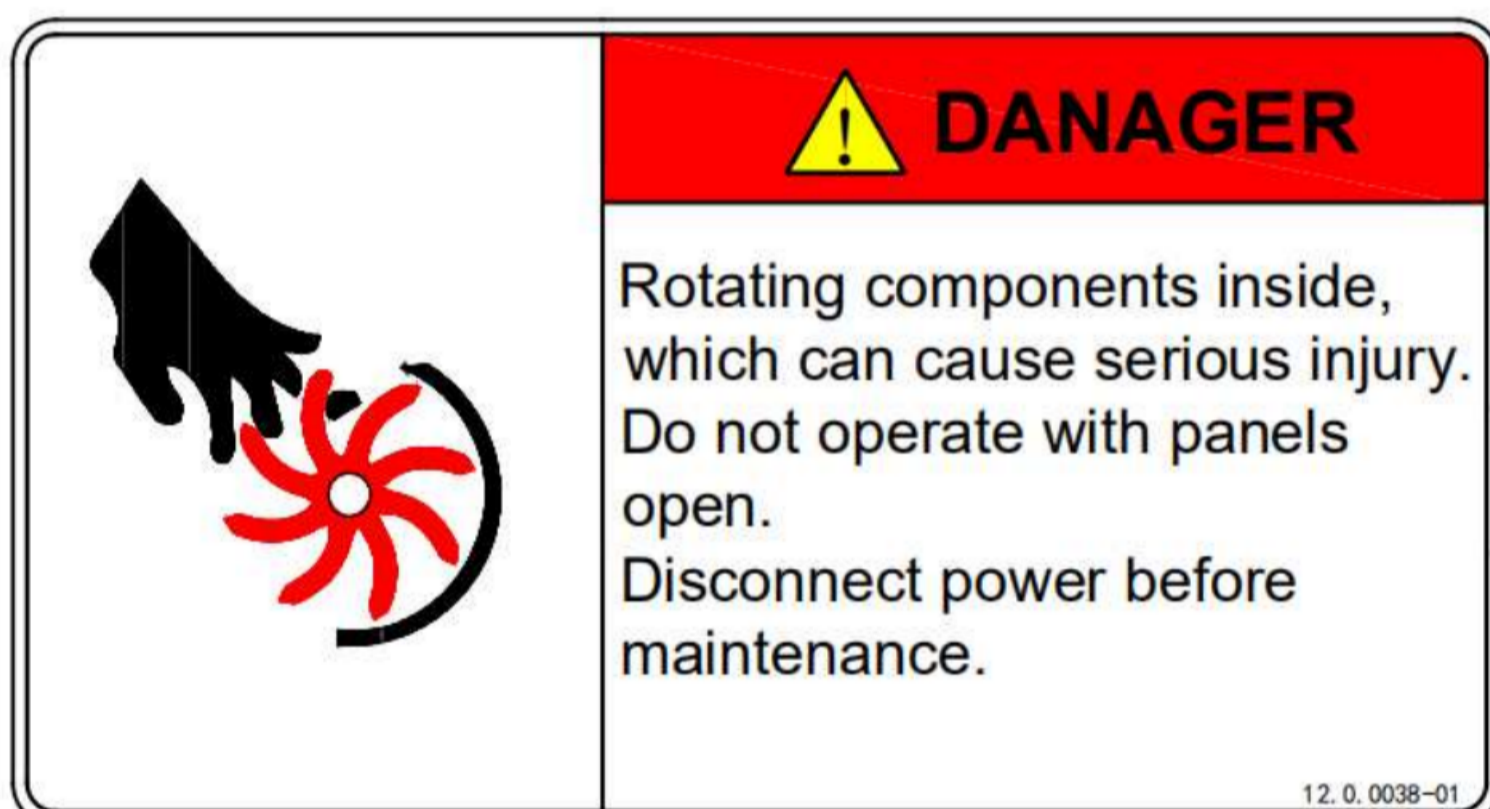 DANAGER
Rotating components inside,
which can cause serious injury.
Do not operate with panels
open.
Disconnect power before
maintenance.
12.0.0038-01